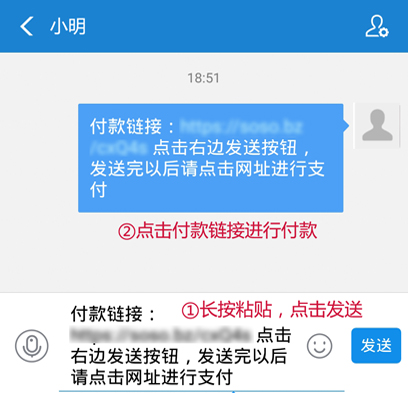 小明
18:51
付款链接：
点击右边发送按钮，
发送完以后请点击网址进行支
付
②点击付款链接进行付款
①长按粘贴，点击发送
付款链接：
点击
右边发送按钮，发送完以后
请点击网址进行支付
发送